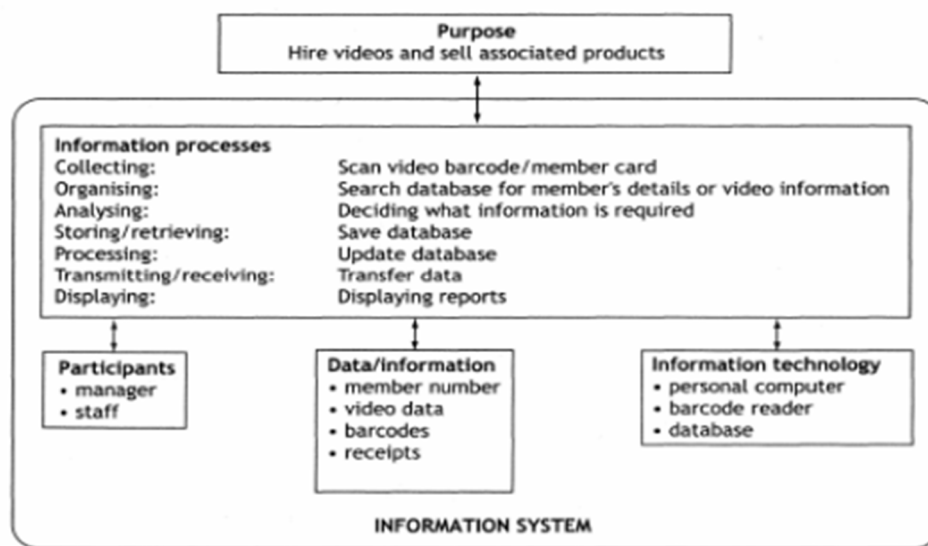 Purpose
Hire videos and sell associated products
Information processes
Collecting: Scan video barcode/member card
Organising: Search database for member's details or video information
Analysing: Deciding what information is required
Storing/retrieving: Save database
Processing: Update database
Transmitting/receiving: Transfer data
Displaying: Displaying reports
Participants
• manager
• staff
Data/information
• member number
• video data
• barcodes
• receipts
Information technology
• personal computer
• barcode reader
• database
INFORMATION SYSTEM